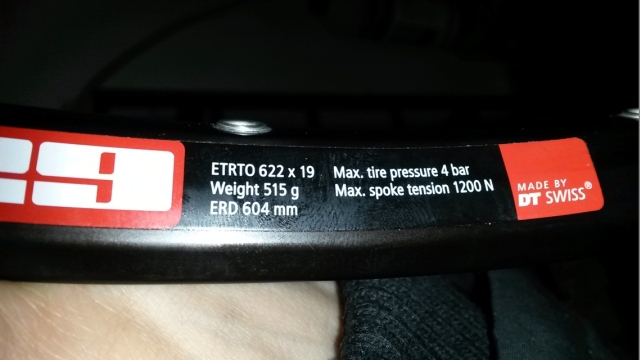 29
ETRTO 622 x 19
Weight 515 g
ERD 604 mm
Max. tire pressure 4 bar
Max. spoke tension 1200 N
MADE BY
DT SWISS®